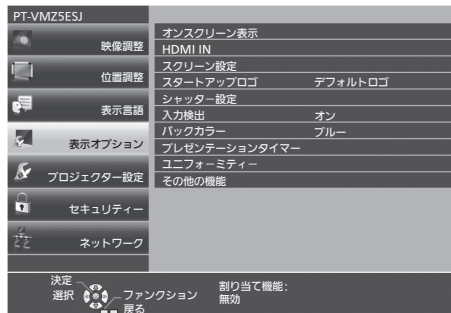 PT-VMZ5ESJ
映像調整
位置調整
表示言語
表示オプション
プロジェクター設定
セキュリティー
ネットワーク
オンスクリーン表示
HDMI IN
スクリーン設定
スタートアップロゴ デフォルトロゴ
シャッター設定
入力検出 オン
バックカラー ブルー
プレゼンテーションタイマー
ユニフォーミティー
その他の機能
決定
選択
ファンクション
戻る
割り当て機能:
無効